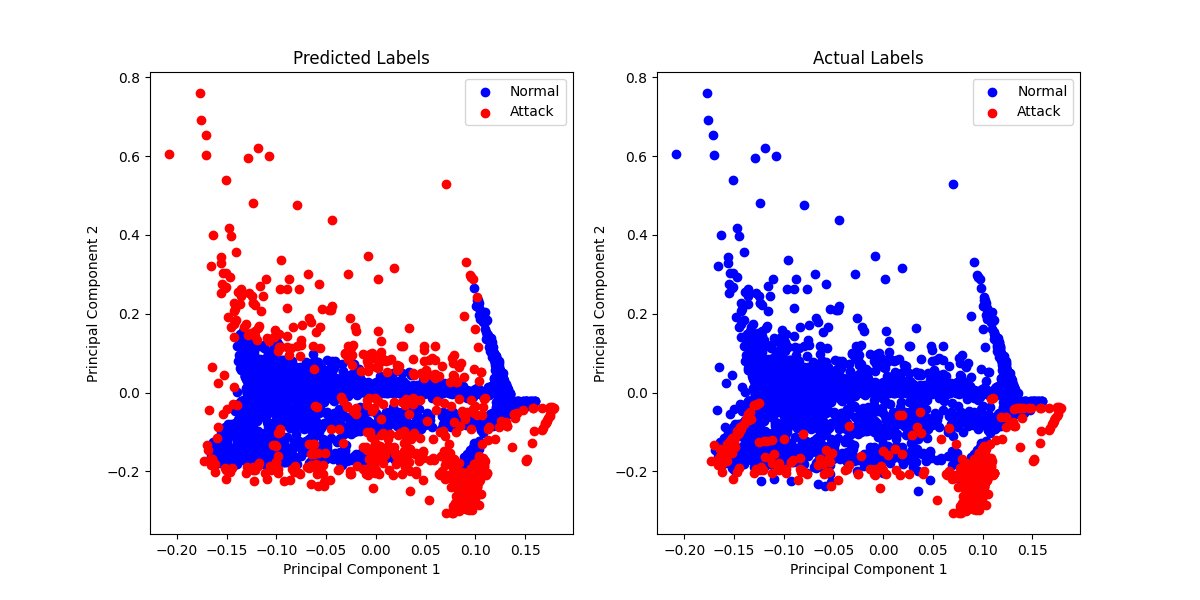 Predicted Labels
Normal
Attack
0.8
0.6
0.4
0.2
0.0
−0.2
Principal Component 2
−0.20 −0.15 −0.10 −0.05 0.00 0.05 0.10 0.15
Principal Component 1
Actual Labels
Normal
Attack
0.8
0.6
0.4
0.2
0.0
−0.2
Principal Component 2
−0.20 −0.15 −0.10 −0.05 0.00 0.05 0.10 0.15
Principal Component 1